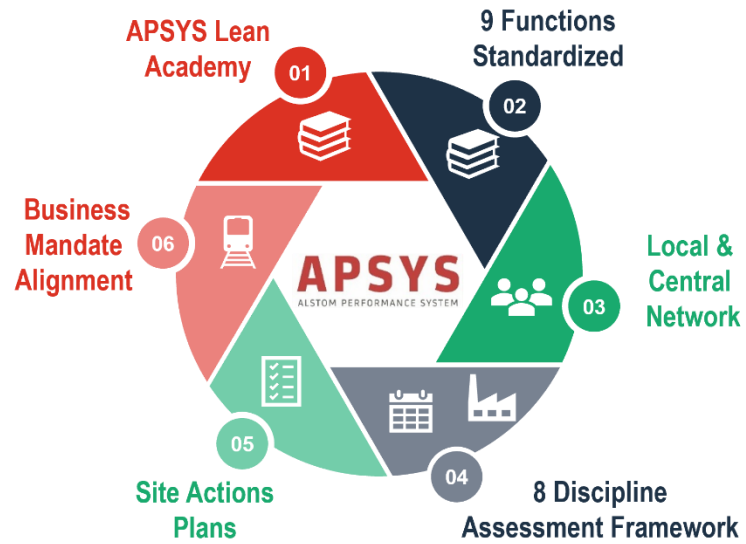 APSYS Lean
Academy
01
9 Functions
Standardized
02
Local &
Central
Network
03
8 Discipline
Assessment Framework
04
Site Actions
Plans
05
Business
Mandate
Alignment
06
APSYS
ALSTOM PERFORMANCE SYSTEM